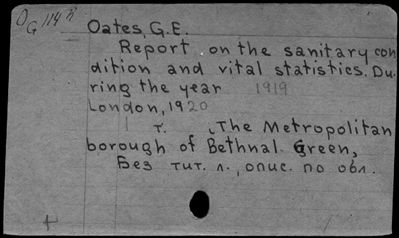 OG 114
Oates, G.E.
Report on the sanitary con
dition and vital statistics. Du-
ring the year 1919
London, 1920
T. The Metropolitan
borough of Bethnal Green,
Без тит. л., опис. по обл.